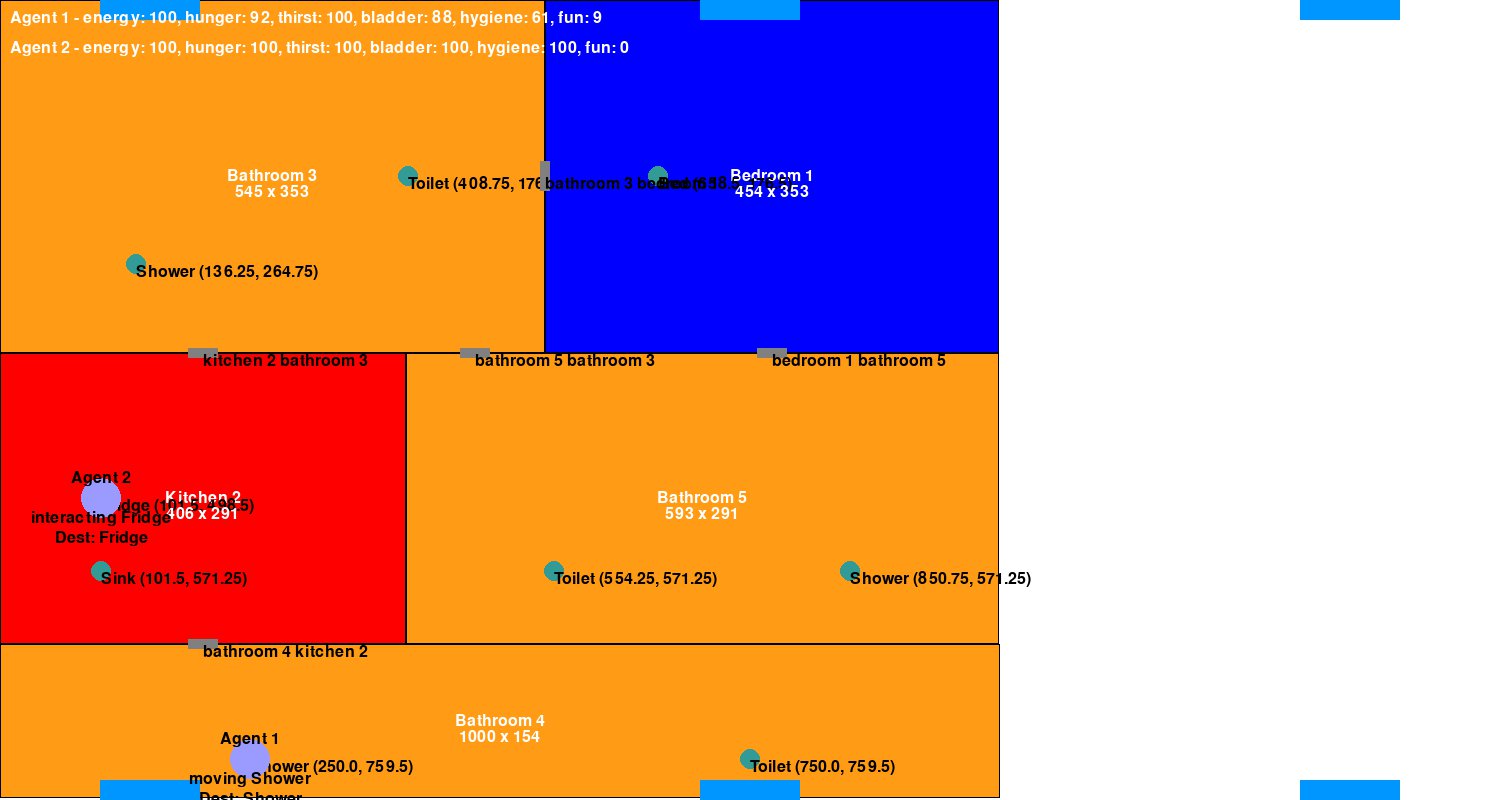 Agent 1 - energy: 100, hunger: 92, thirst: 100, bladder: 88, hygiene: 61, fun: 9
Agent 2 - energy: 100, hunger: 100, thirst: 100, bladder: 100, hygiene: 100, fun: 0
Bathroom 3
545 x 353
Toilet (408.75, 176
bathroom 3
Bedroom 1
454 x 353
Shower (136.25, 264.75)
kitchen 2 bathroom 3
bathroom 5 bathroom 3
bedroom 1 bathroom 5
Agent 2
Kitchen 2
406 x 291
interacting Fridge
Dest: Fridge
Bathroom 5
593 x 291
Sink (101.5, 571.25)
Toilet (554.25, 571.25)
Shower (850.75, 571.25)
bathroom 4 kitchen 2
Bathroom 4
1000 x 154
Agent 1
hower (250.0, 759.5)
moving Shower
Dest: Shower
Toilet (750.0, 759.5)